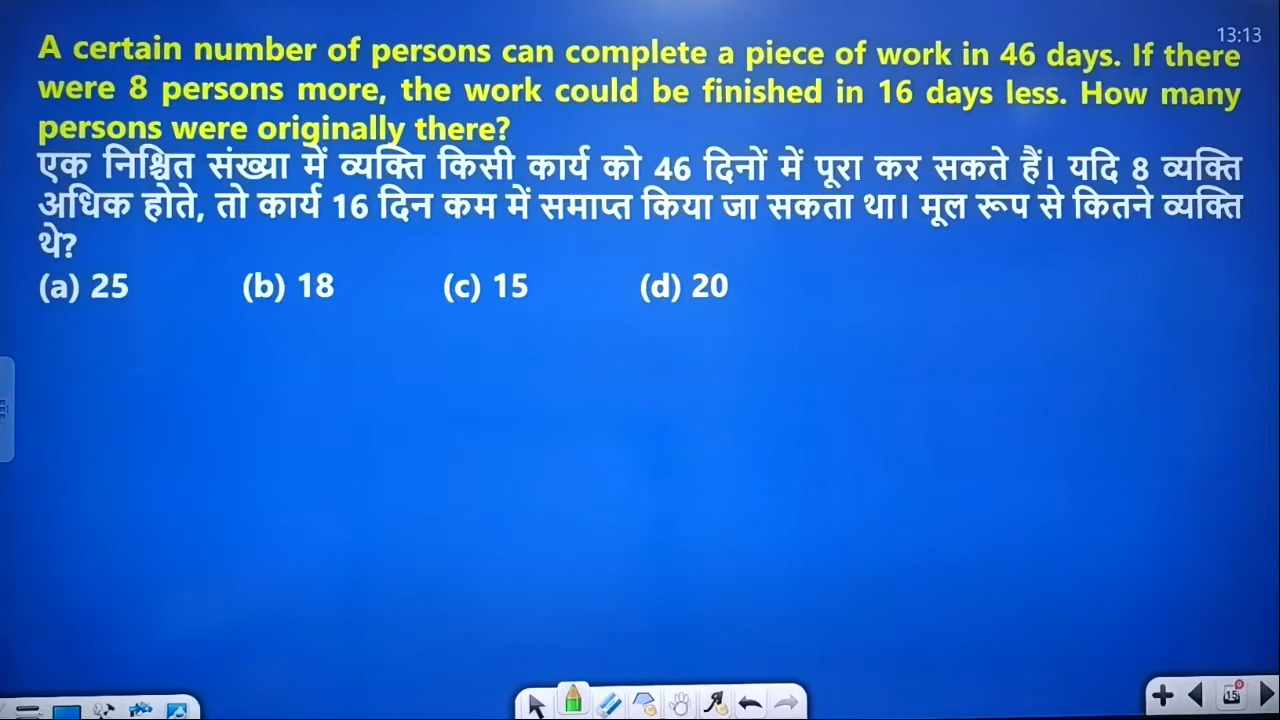 13:13
A certain number of persons can complete a piece of work in 46 days. If there
were 8 persons more, the work could be finished in 16 days less. How many
persons were originally there?
एक निश्चित संख्या में व्यक्ति किसी कार्य को 46 दिनों में पूरा कर सकते हैं। यदि 8 व्यक्ति
अधिक होते, तो कार्य 16 दिन कम में समाप्त किया जा सकता था। मूल रूप से कितने व्यक्ति
थे?
(a) 25 (b) 18 (c) 15 (d) 20
15